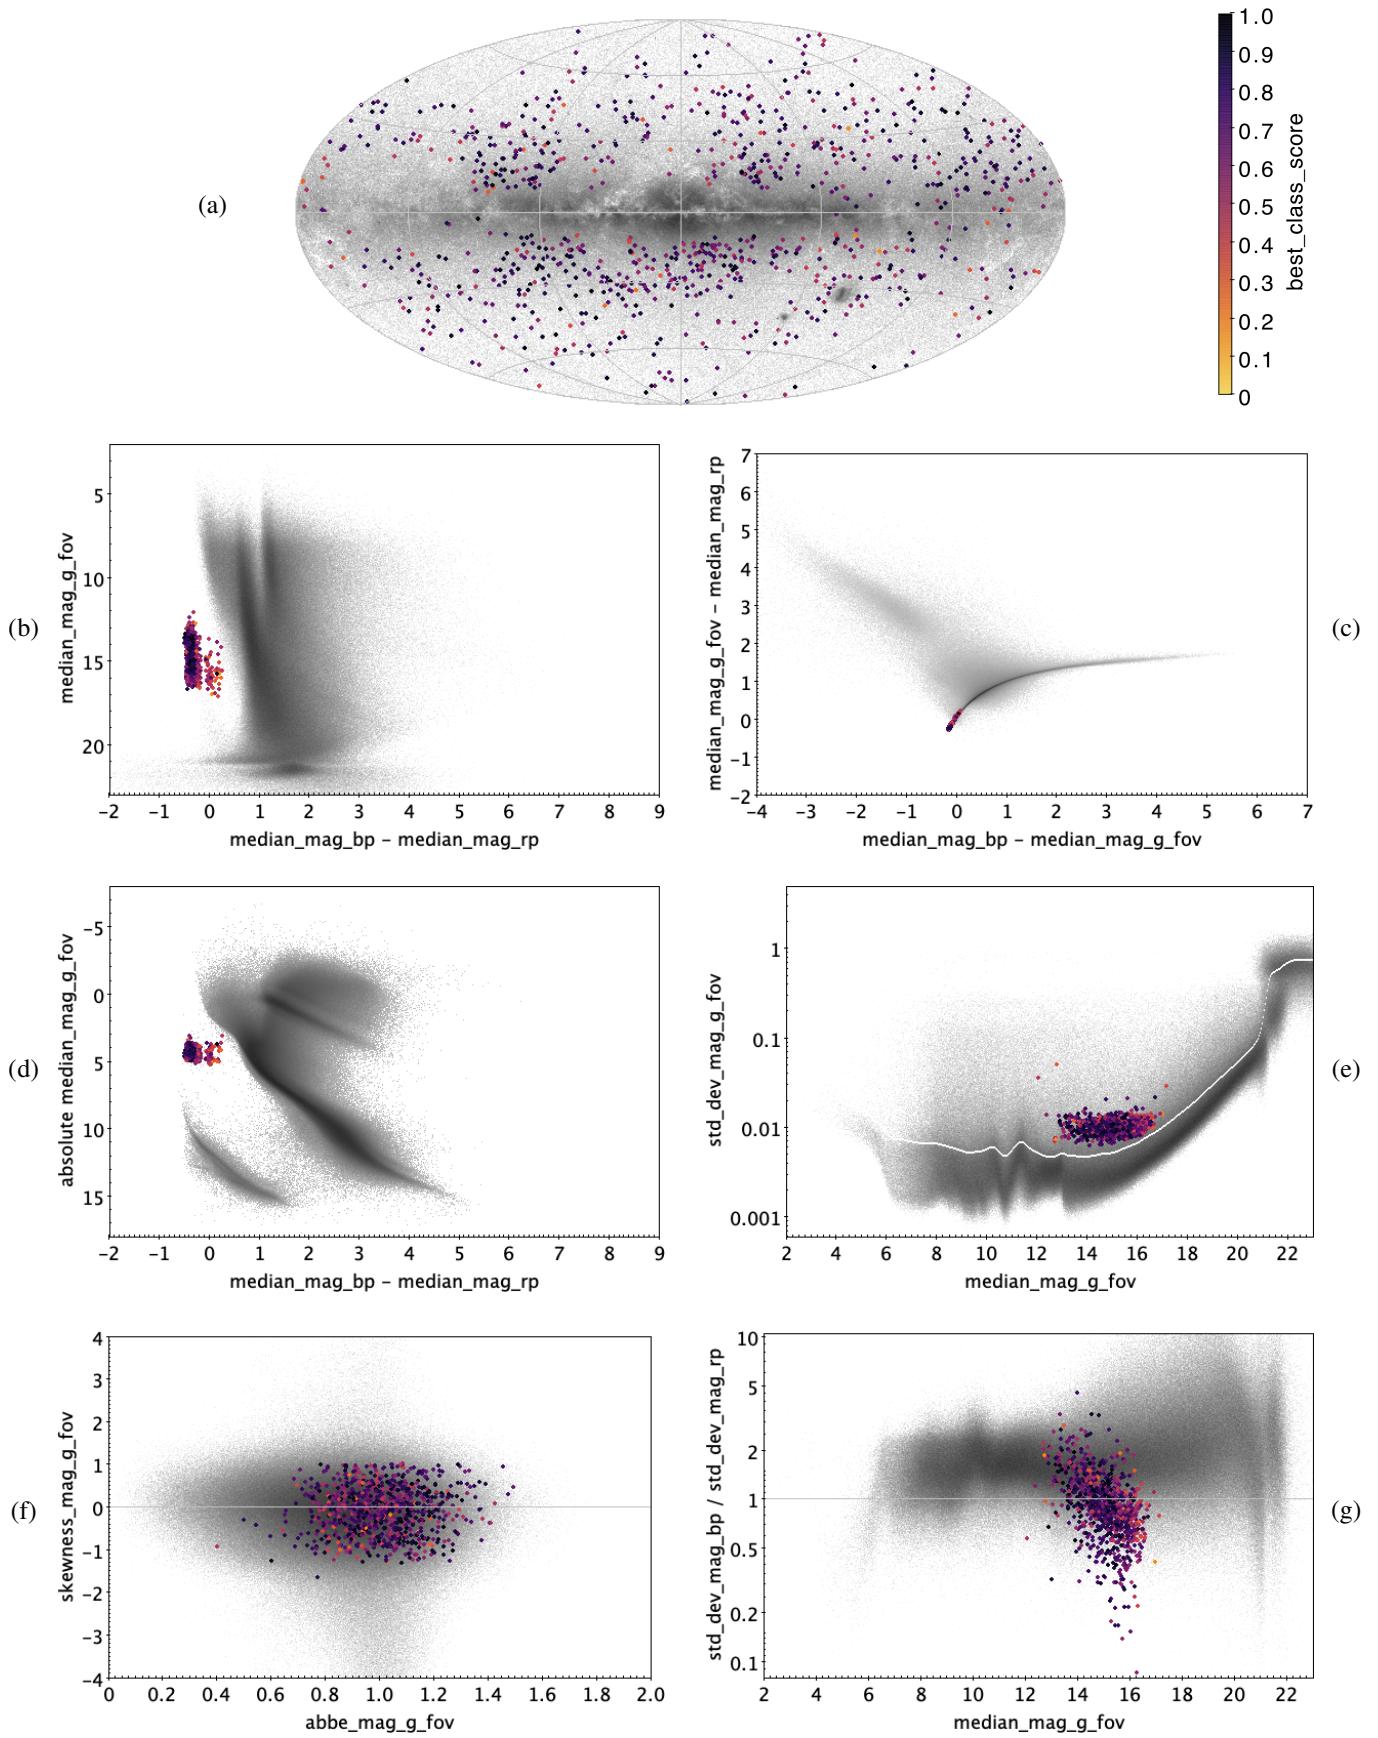 (a)
1.0
0.9
0.8
0.7
0.6
0.5
0.4
0.3
0.2
0.1
0
best_class_score
(b)
median_mag_g_fov
5
10
15
20
−2 −1 0 1 2 3 4 5 6 7 8 9
median_mag_bp − median_mag_rp
median_mag_g_fov − median_mag_rp
7
6
5
4
3
2
1
0
−1
−2
−4 −3 −2 −1 0 1 2 3 4 5 6 7
median_mag_bp − median_mag_g_fov
(c)
(d)
absolute median_mag_g_fov
−5
0
5
10
15
−2 −1 0 1 2 3 4 5 6 7 8 9
median_mag_bp − median_mag_rp
std_dev_mag_g_fov
1
0.1
0.01
0.001
2 4 6 8 10 12 14 16 18 20 22
median_mag_g_fov
(e)
(f)
skewness_mag_g_fov
4
3
2
1
0
−1
−2
−3
−4
0 0.2 0.4 0.6 0.8 1.0 1.2 1.4 1.6 1.8 2.0
abbe_mag_g_fov
std_dev_mag_bp / std_dev_mag_rp
10
5
2
1
0.5
0.2
0.1
2 4 6 8 10 12 14 16 18 20 22
median_mag_g_fov
(g)